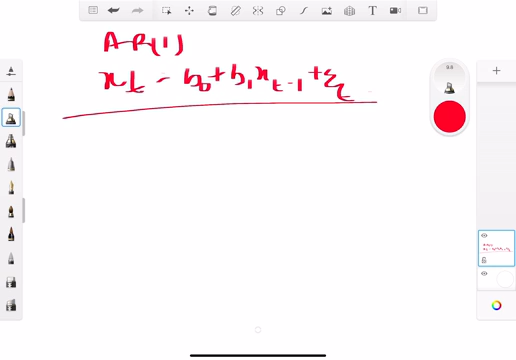 AR(1)
xₜ = b₀ + b₁xₜ₋₁ + εₜ